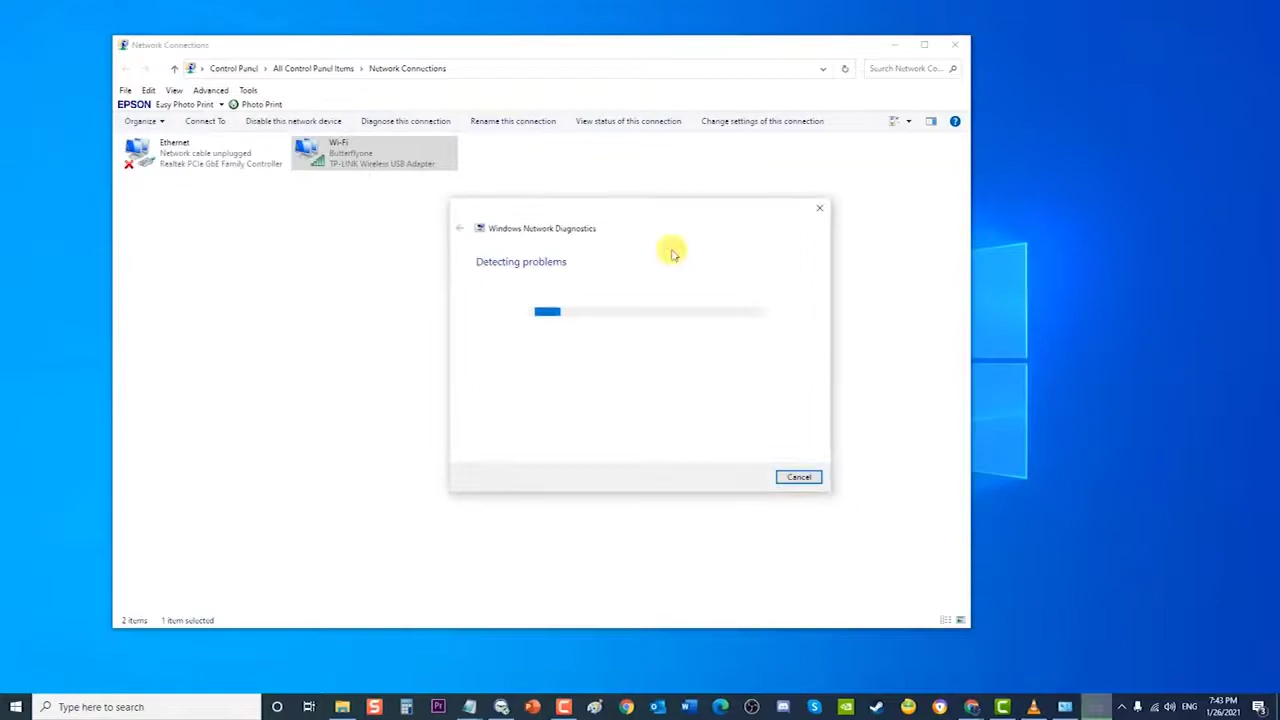 Network Connections
Control Panel > All Control Panel Items > Network Connections
Search Network Co...
File Edit View Advanced Tools
EPSON Easy Photo Print Photo Print
Organize Connect To Disable this network device Diagnose this connection Rename this connection View status of this connection Change settings of this connection
Ethernet
Network cable unplugged
Realtek PCIe GbE Family Controller
Wi-Fi
Butterflyone
TP-LINK Wireless USB Adapter
Windows Network Diagnostics
Detecting problems
Cancel
2 items 1 item selected
Type here to search
ENG
7:43 PM
1/26/2021